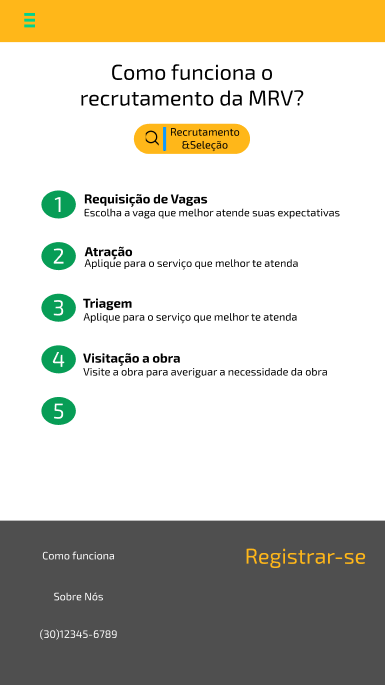 Como funciona o
recrutamento da MRV?
Recrutamento
&Seleção
1
Requisição de Vagas
Escolha a vaga que melhor atende suas expectativas
2
Atração
Aplique para o serviço que melhor te atenda
3
Triagem
Aplique para o serviço que melhor te atenda
4
Visitação a obra
Visite a obra para averiguar a necessidade da obra
5
Como funciona
Registrar-se
Sobre Nós
(30)12345-6789